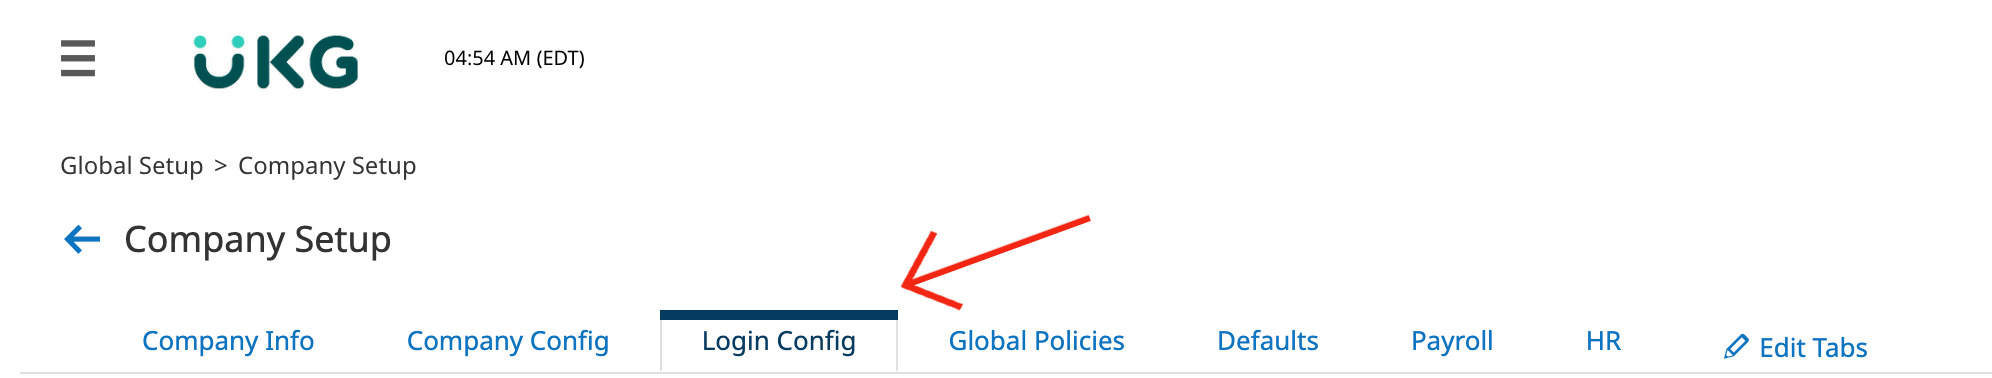 UKG
04:54 AM (EDT)
Global Setup > Company Setup
Company Setup
Company Info Company Config Login Config Global Policies Defaults Payroll HR Edit Tabs